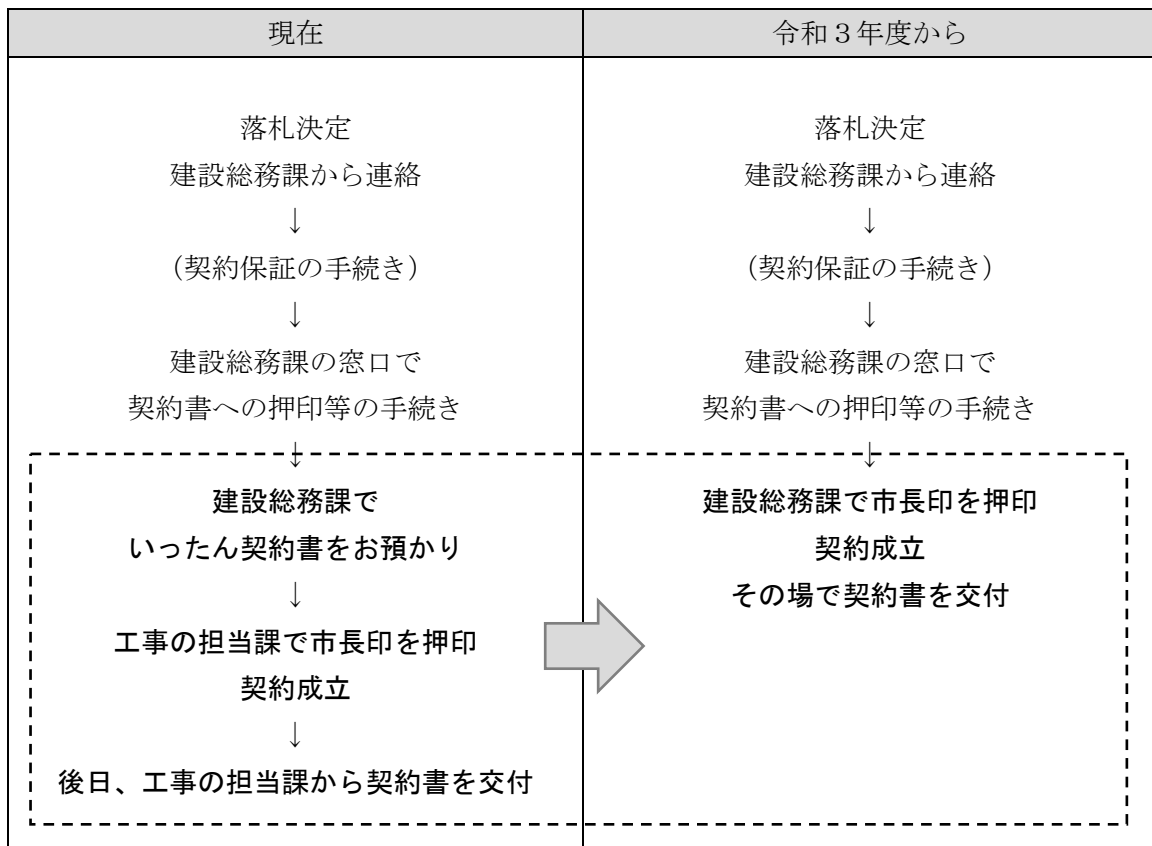 現在
落札決定
建設総務課から連絡
↓
（契約保証の手続き）
↓
建設総務課の窓口で
契約書への押印等の手続き
↓
建設総務課で
いったん契約書をお預かり
↓
工事の担当課で市長印を押印
契約成立
↓
後日、工事の担当課から契約書を交付
令和３年度から
落札決定
建設総務課から連絡
↓
（契約保証の手続き）
↓
建設総務課の窓口で
契約書への押印等の手続き
↓
建設総務課で市長印を押印
契約成立
その場で契約書を交付